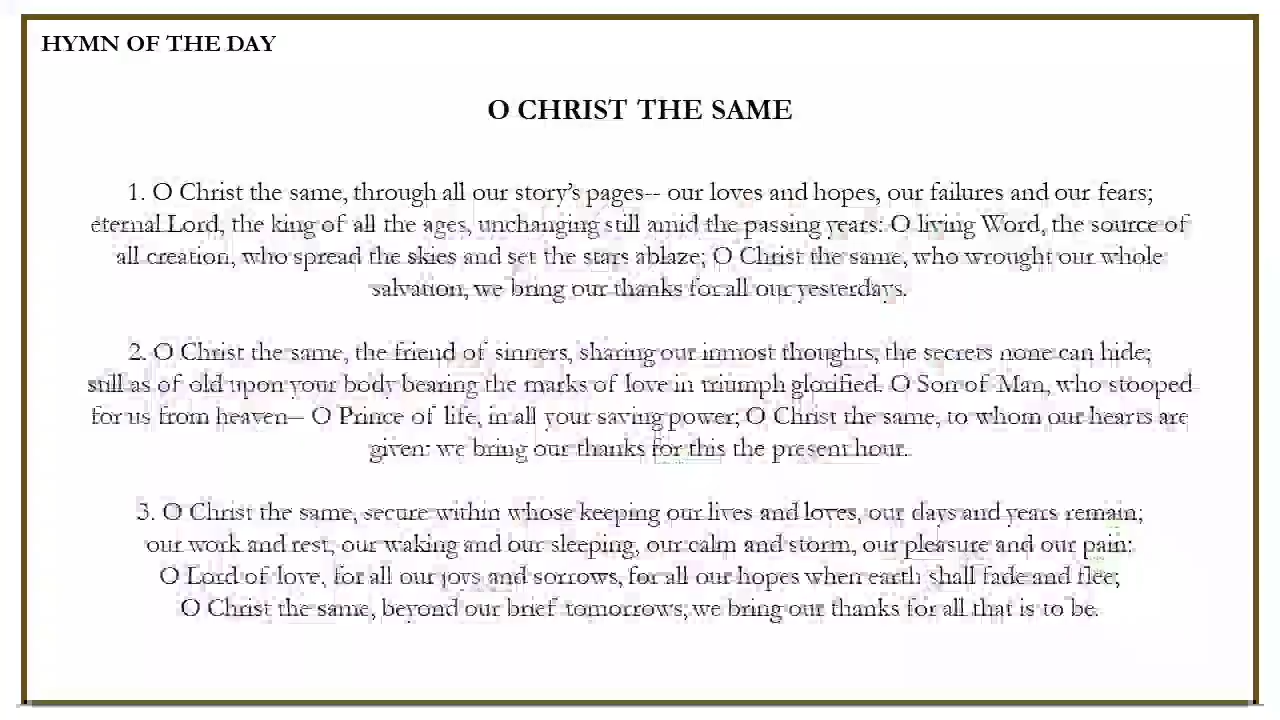 HYMN OF THE DAY
O CHRIST THE SAME
1. O Christ the same, through all our story's pages-- our loves and hopes, our failures and our fears;
eternal Lord, the king of all the ages, unchanging still amid the passing years: O living Word, the source of
all creation, who spread the skies and set the stars ablaze; O Christ the same, who wrought our whole
salvation, we bring our thanks for all our yesterdays.
2. O Christ the same, the friend of sinners, sharing our inmost thoughts, the secrets none can hide;
still as of old upon your body bearing the marks of love in triumph glorified. O Son of Man, who stooped
for us from heaven– O Prince of life, in all your saving power; O Christ the same, to whom our hearts are
given: we bring our thanks for this the present hour.
3. O Christ the same, secure within whose keeping our lives and loves, our days and years remain;
our work and rest, our waking and our sleeping, our calm and storm, our pleasure and our pain:
O Lord of love, for all our joys and sorrows, for all our hopes when earth shall fade and flee;
O Christ the same, beyond our brief tomorrows; we bring our thanks for all that is to be.